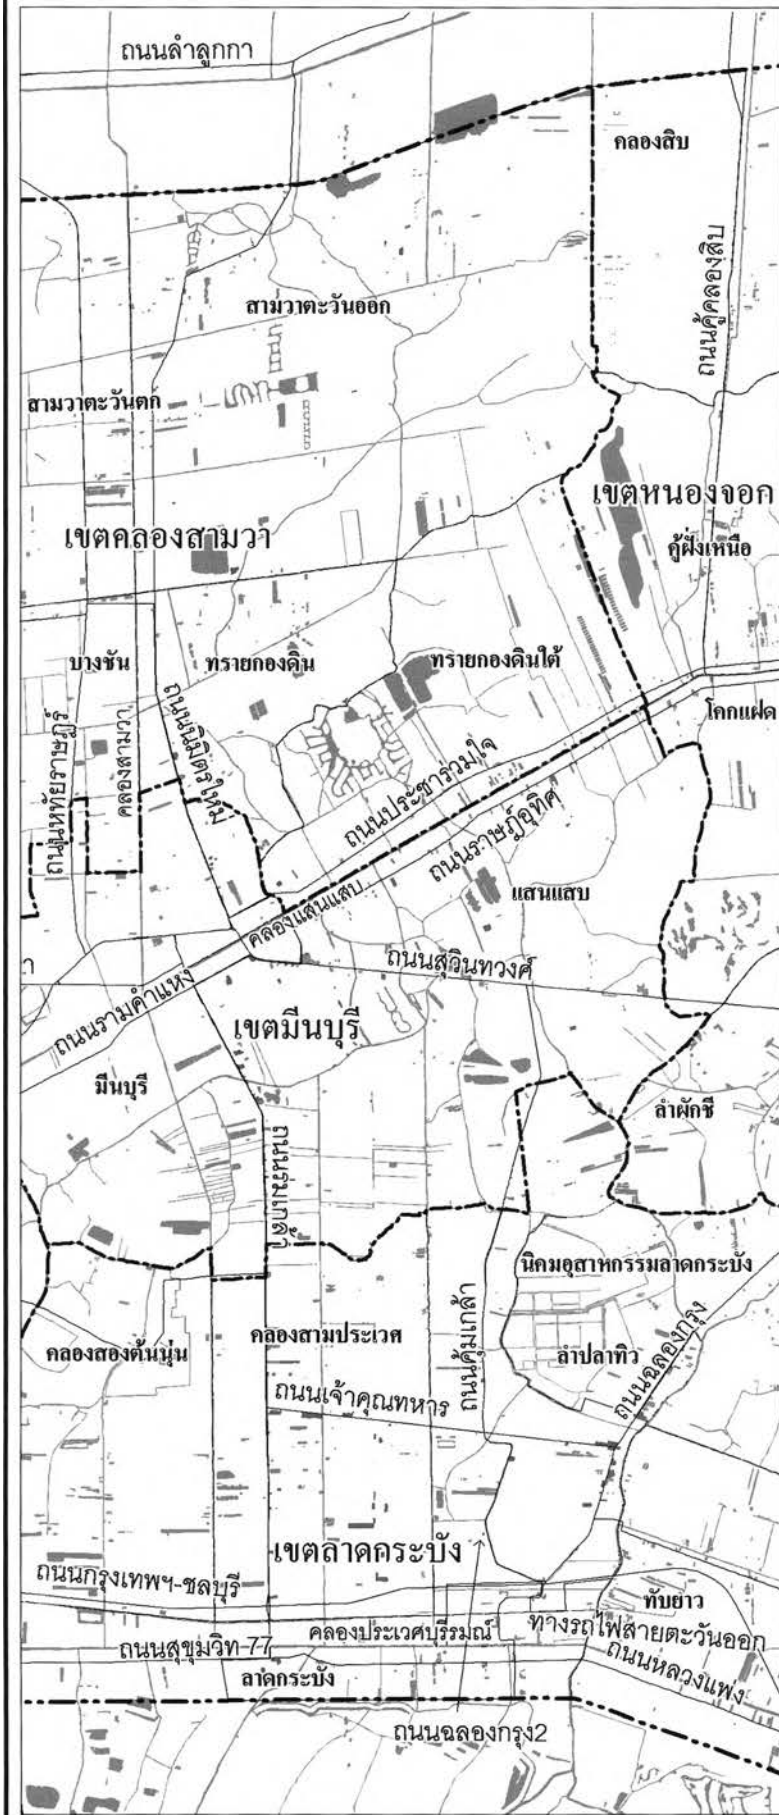 ถนนลำลูกกา
คลองสิบ
ถนนคู้คลองสิบ
สามวาตะวันออก
สามวาตะวันตก
เขตหนองจอก
เขตคลองสามวา
คู้ฝั่งเหนือ
บางชัน
ทรายกองดิน
ทรายกองดินใต้
โคกแฝด
ถนนหทัยราษฎร์
คลองสามวา
ถนนนิมิตรใหม่
ถนนประชาร่วมใจ
ถนนราษฎร์อุทิศ
แสนแสบ
คลองแสนแสบ
ถนนสุวินทวงศ์
ถนนรามคำแหง
เขตมีนบุรี
มีนบุรี
ลำผักชี
ถนนร่มเกล้า
นิคมอุสาหกรรมลาดกระบัง
คลองสองต้นนุ่น
คลองสามประเวศ
ถนนคุ้มเกล้า
ลำปลาทิว
ถนนฉลองกรุง
ถนนเจ้าคุณทหาร
เขตลาดกระบัง
ถนนกรุงเทพฯ-ชลบุรี
ทับยาว
คลองประเวศบุรีรมณ์
ทางรถไฟสายตะวันออก
ถนนสุขุมวิท 77
ถนนหลวงแพ่ง
ลาดกระบัง
ถนนฉลองกรุง2